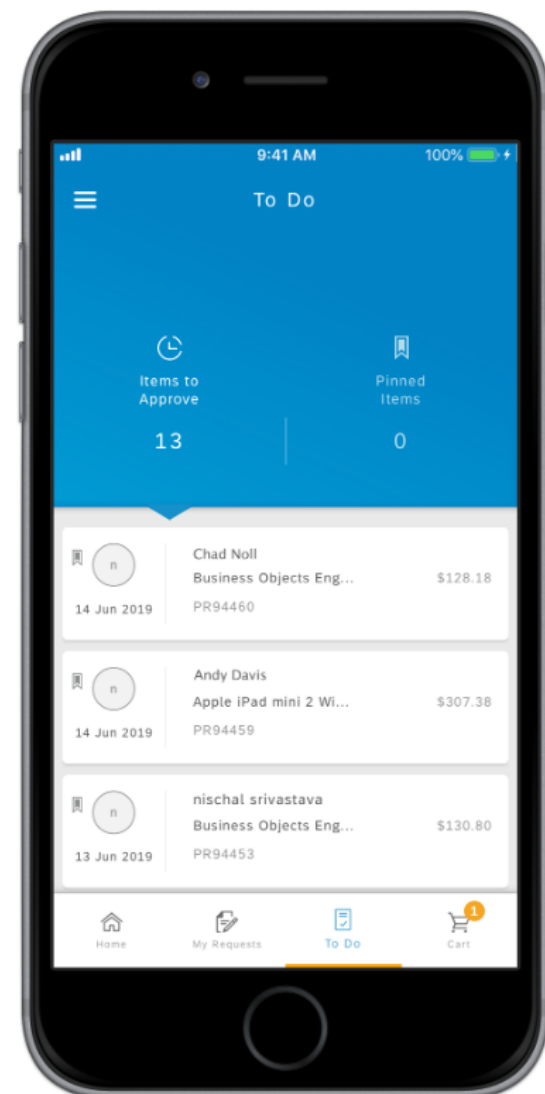 9:41 AM
100%
To Do
Items to
Approve
13
Pinned
Items
0
n
14 Jun 2019
Chad Noll
Business Objects Eng...
PR94460
$128.18
n
14 Jun 2019
Andy Davis
Apple iPad mini 2 Wi...
PR94459
$307.38
n
13 Jun 2019
nischal srivastava
Business Objects Eng...
PR94453
$130.80
Home
My Requests
To Do
1
Cart